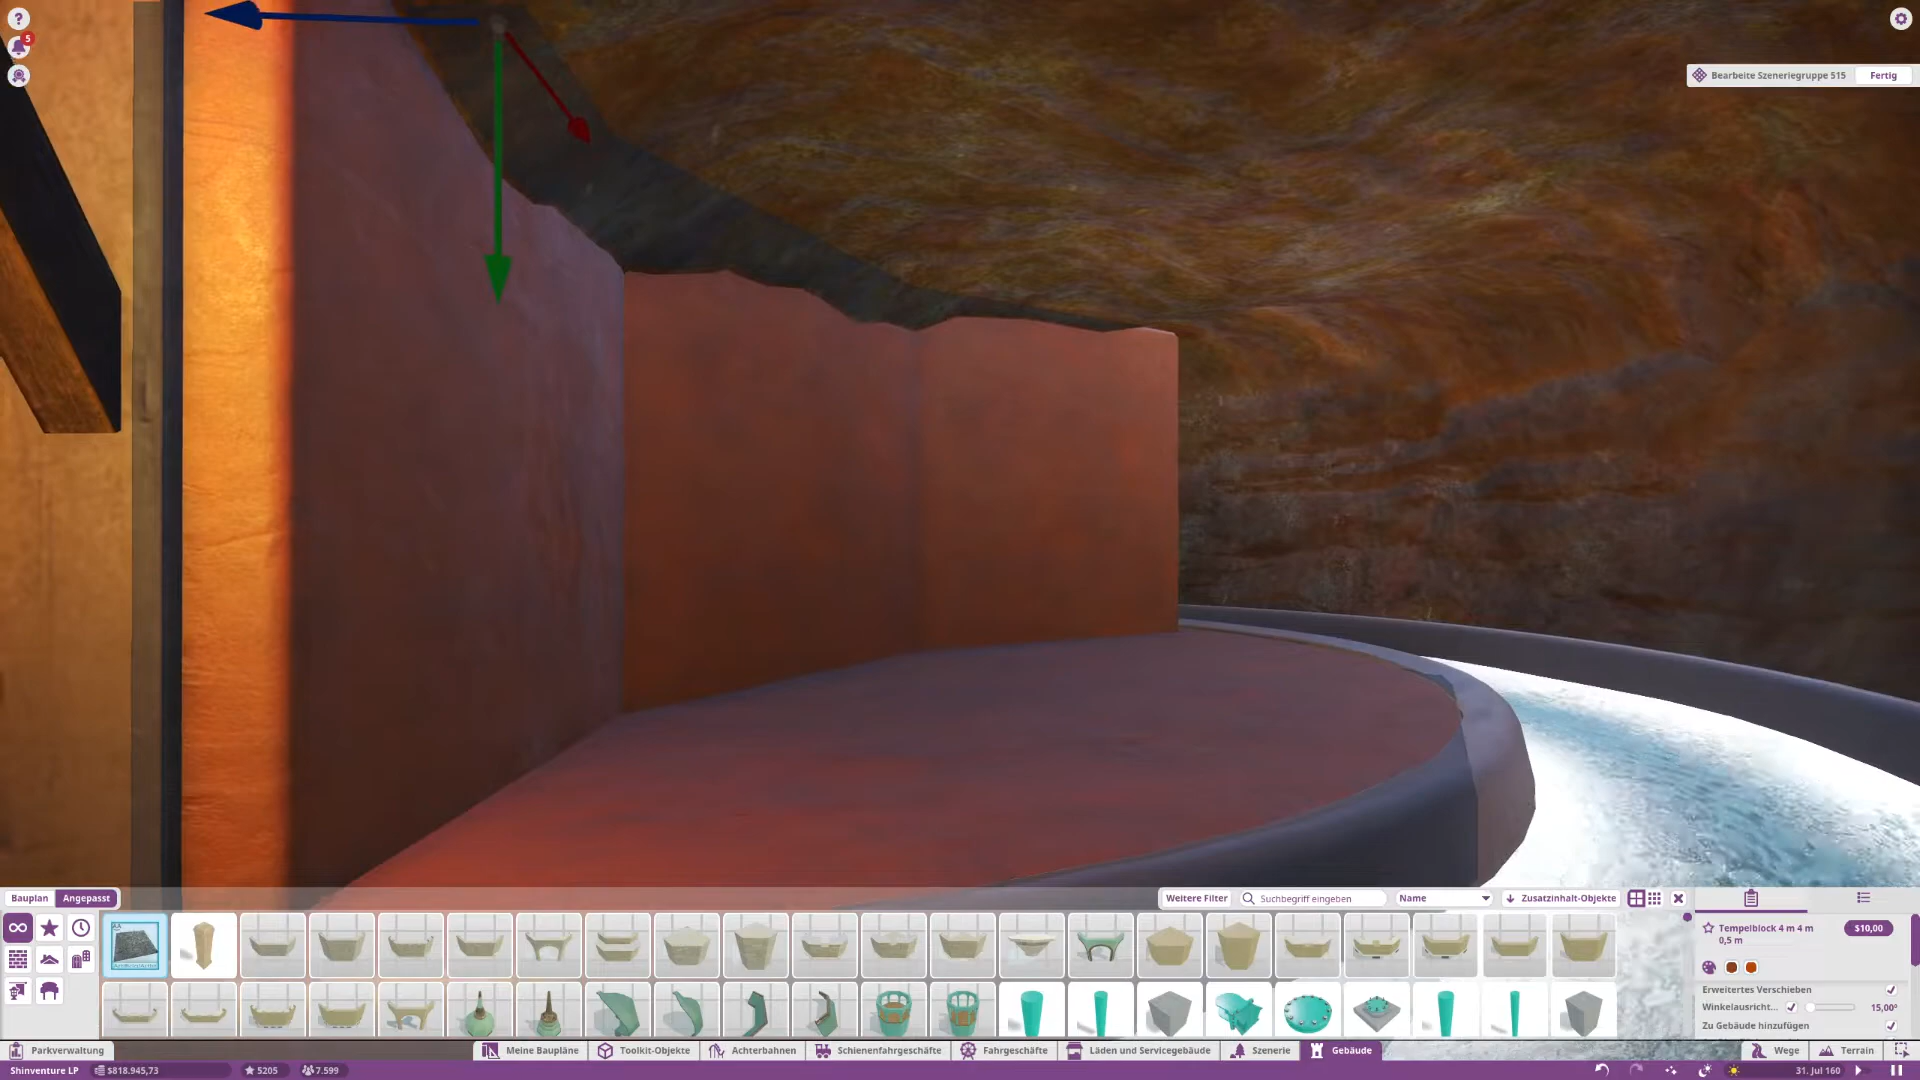 ?
5
Bearbeite Szeneriegruppe 515
Fertig
Bauplan
Angepasst
Weitere Filter
Suchbegriff eingeben
Name
Zusatzinhalt-Objekte
Tempelblock 4 m 4 m
0,5 m
$10,00
Erweitertes Verschieben
Winkelausricht...
15,00°
Zu Gebäude hinzufügen
Parkverwaltung
Meine Baupläne
Toolkit-Objekte
Achterbahnen
Schienenfahrgeschäfte
Fahrgeschäfte
Läden und Servicegebäude
Szenerie
Gebäude
Wege
Terrain
Shinventure LP
$818.945,73
5205
7.599
31. Jul 160